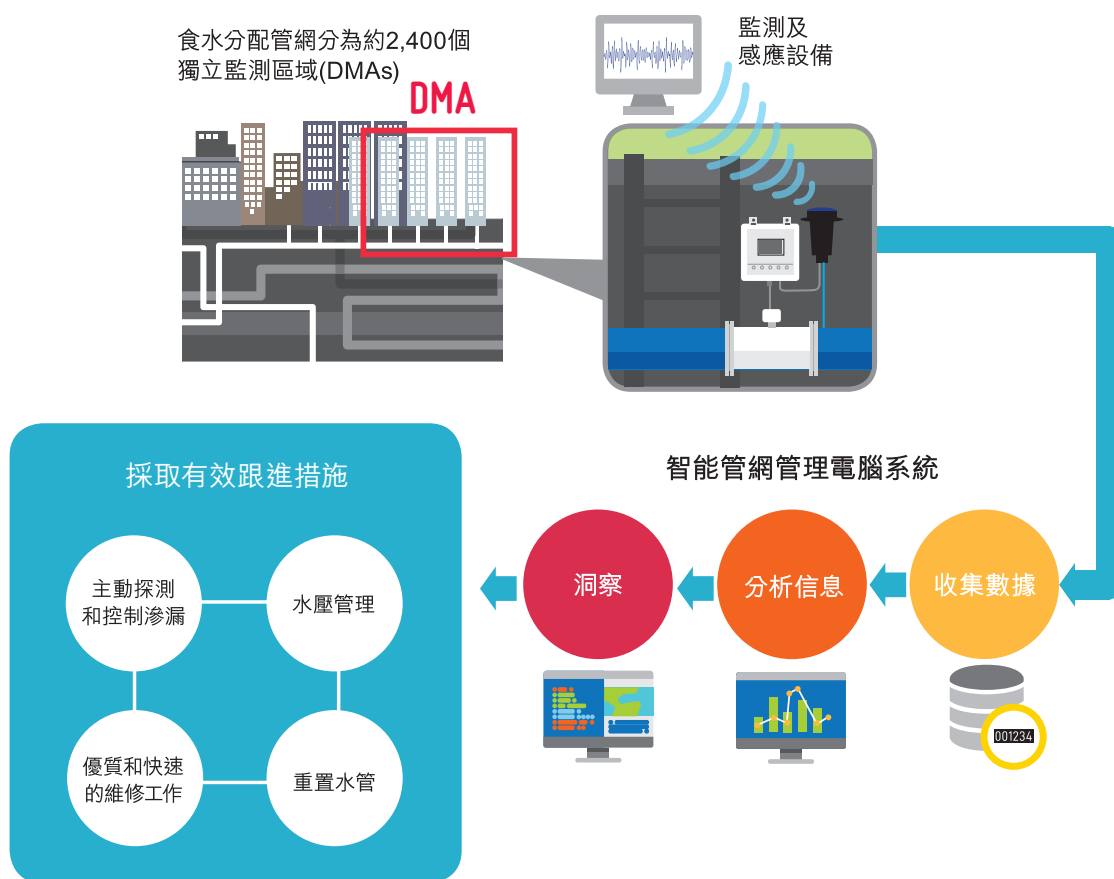 食水分配管網分為約2,400個
獨立監測區域(DMAs)
DMA
監測及
感應設備
智能管網管理電腦系統
收集數據
分析信息
洞察
001234
採取有效跟進措施
主動探測
和控制滲漏
水壓管理
優質和快速
的維修工作
重置水管